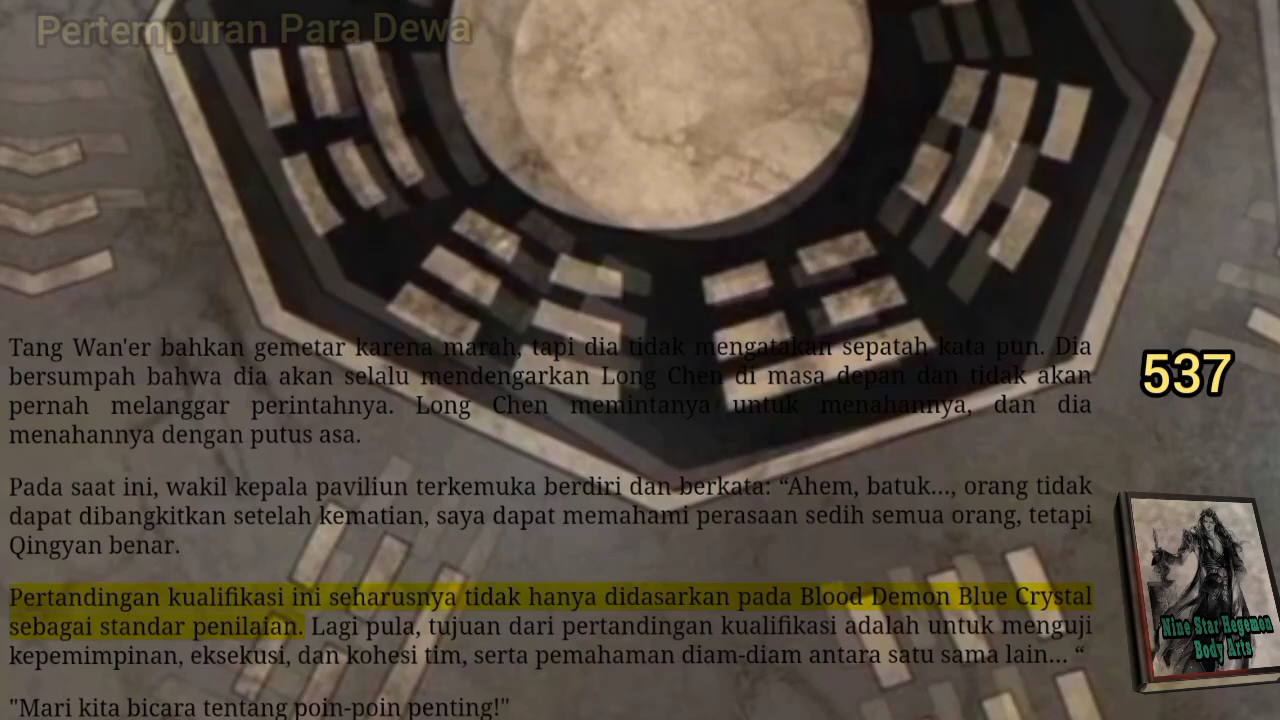 Pertempuran Para Dewa
Tang Wan'er bahkan gemetar karena marah, tapi dia tidak mengatakan sepatah kata pun. Dia
bersumpah bahwa dia akan selalu mendengarkan Long Chen di masa depan dan tidak akan
pernah melanggar perintahnya. Long Chen memintanya untuk menahannya, dan dia
menahannya dengan putus asa.
537
Pada saat ini, wakil kepala paviliun terkemuka berdiri dan berkata: “Ahem, batuk…, orang tidak
dapat dibangkitkan setelah kematian, saya dapat memahami perasaan sedih semua orang, tetapi
Qingyan benar.
Pertandingan kualifikasi ini seharusnya tidak hanya didasarkan pada Blood Demon Blue Crystal
sebagai standar penilaian. Lagi pula, tujuan dari pertandingan kualifikasi adalah untuk menguji
kepemimpinan, eksekusi, dan kohesi tim, serta pemahaman diam-diam antara satu sama lain… “
Nine Star Hegemon
Body Arts
"Mari kita bicara tentang poin-poin penting!"